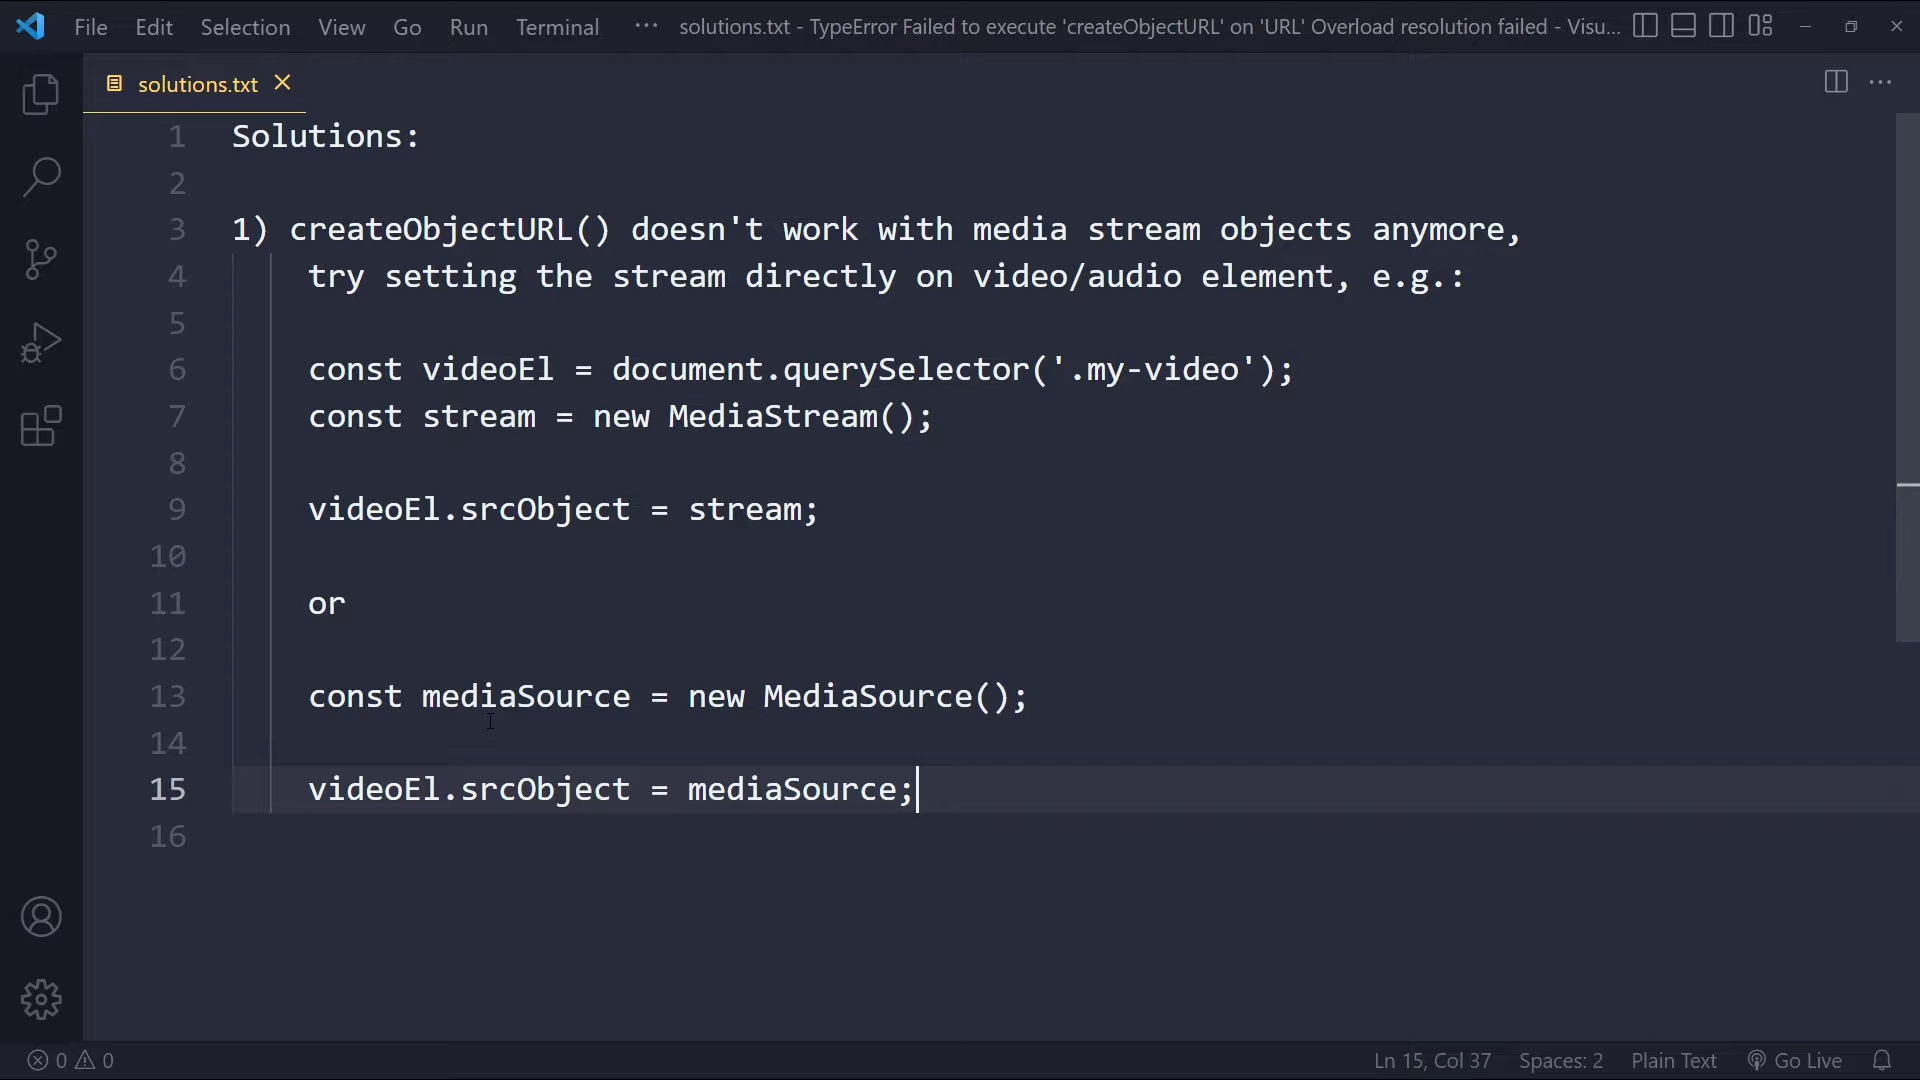 File Edit Selection View Go Run Terminal ··· solutions.txt - TypeError Failed to execute 'createObjectURL' on 'URL' Overload resolution failed - Visu...
solutions.txt
1 Solutions:
2
3 1) createObjectURL() doesn't work with media stream objects anymore,
4 try setting the stream directly on video/audio element, e.g.:
5
6 const videoEl = document.querySelector('.my-video');
7 const stream = new MediaStream();
8
9 videoEl.srcObject = stream;
10
11 or
12
13 const mediaSource = new MediaSource();
14
15 videoEl.srcObject = mediaSource;
16
0 0 Ln 15, Col 37 Spaces: 2 Plain Text Go Live